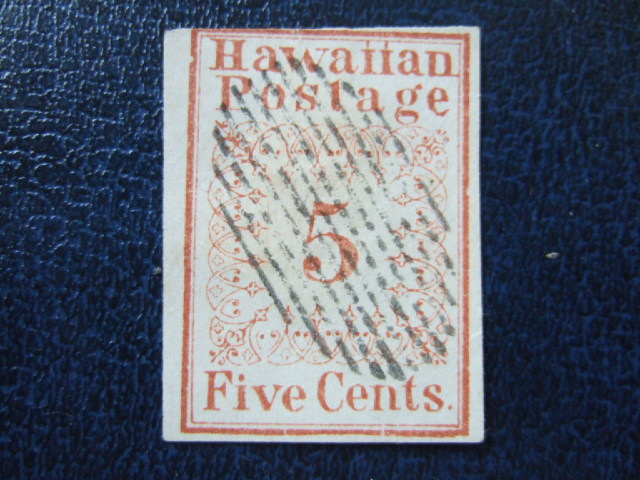 Hawaiian
Postage
5
Five Cents.